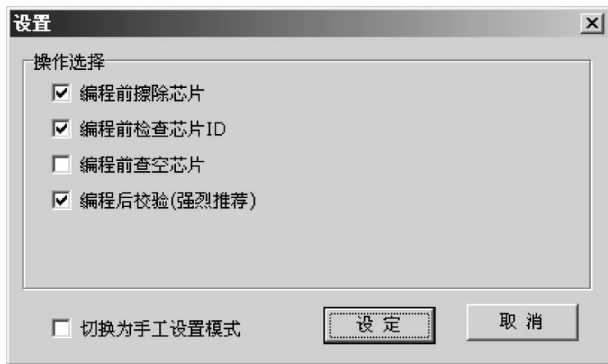 设置
操作选择
编程前擦除芯片
编程前检查芯片ID
编程前查空芯片
编程后校验(强烈推荐)
切换为手工设置模式
设定
取消